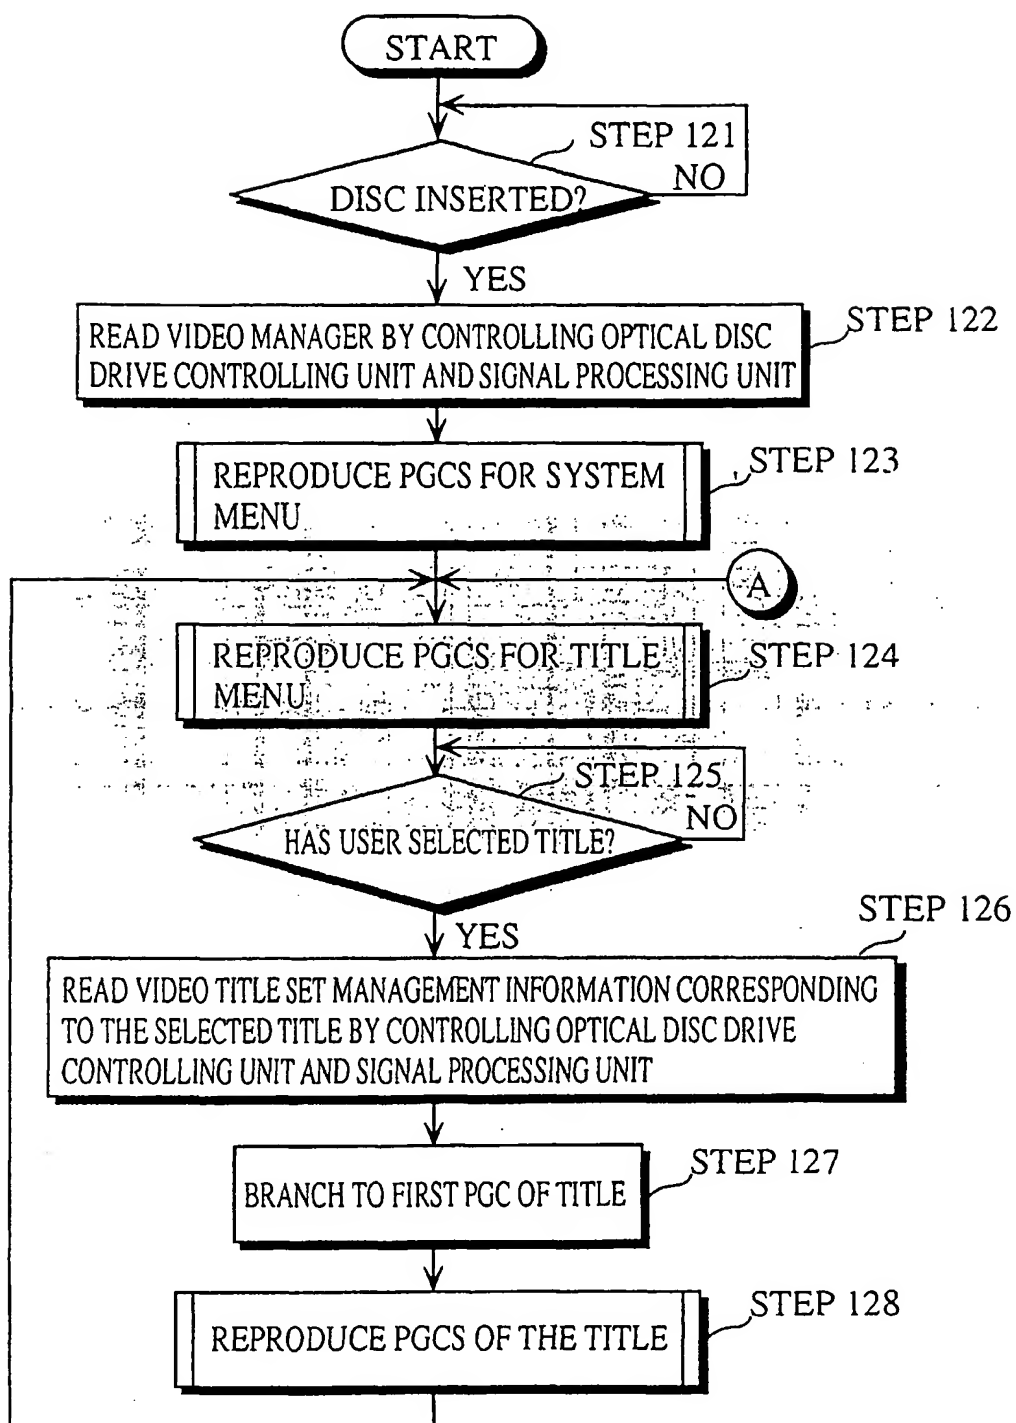 START
STEP 121
NO
DISC INSERTED?
YES
STEP 122
READ VIDEO MANAGER BY CONTROLLING OPTICAL DISC
DRIVE CONTROLLING UNIT AND SIGNAL PROCESSING UNIT
STEP 123
REPRODUCE PGCS FOR SYSTEM
MENU
A
REPRODUCE PGCS FOR TITLE
MENU
STEP 124
STEP 125
NO
HAS USER SELECTED TITLE?
YES
STEP 126
READ VIDEO TITLE SET MANAGEMENT INFORMATION CORRESPONDING
TO THE SELECTED TITLE BY CONTROLLING OPTICAL DISC DRIVE
CONTROLLING UNIT AND SIGNAL PROCESSING UNIT
STEP 127
BRANCH TO FIRST PGC OF TITLE
STEP 128
REPRODUCE PGCS OF THE TITLE